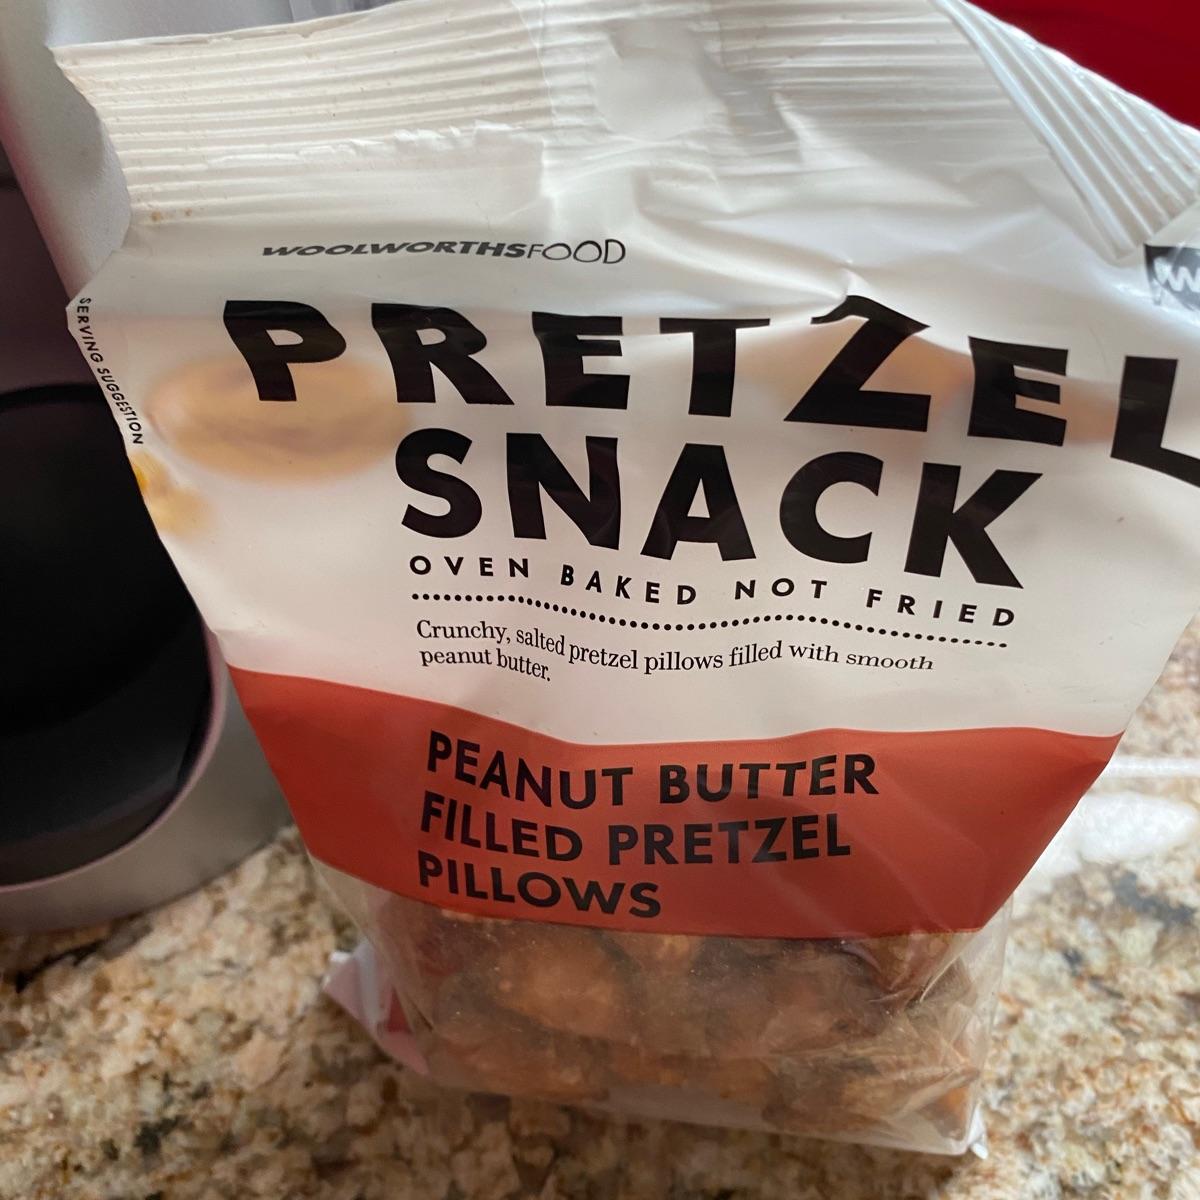 WOOLWORTHSFOOD
PRETZEL
SNACK
OVEN BAKED NOT FRIED
Crunchy, salted pretzel pillows filled with smooth
peanut butter.
PEANUT BUTTER
FILLED PRETZEL
PILLOWS
SERVING SUGGESTION
W